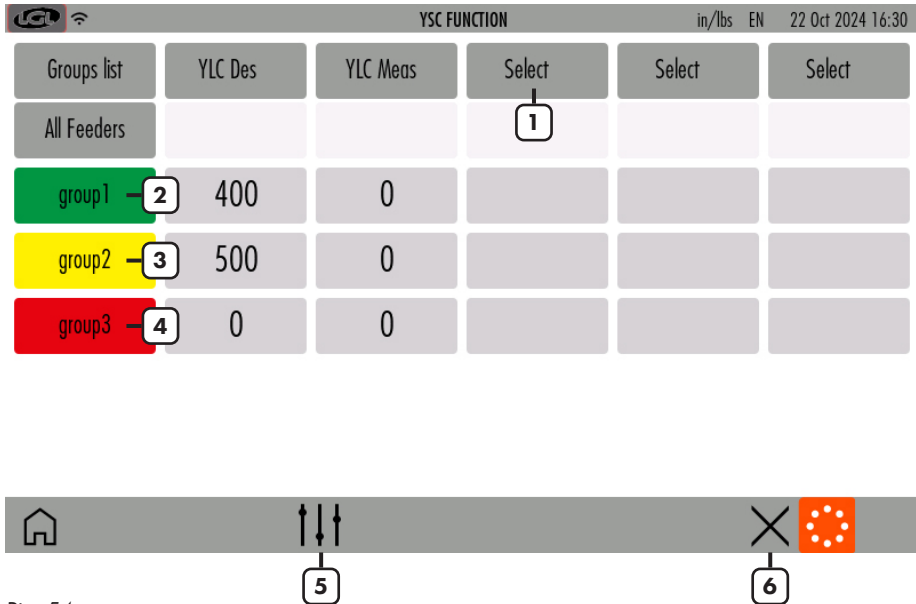 LGL YSC FUNCTION in/lbs EN 22 Oct 2024 16:30
Groups list YLC Des YLC Meas Select Select Select
1
All Feeders
group1 2 400 0
group2 3 500 0
group3 4 0 0
5 6